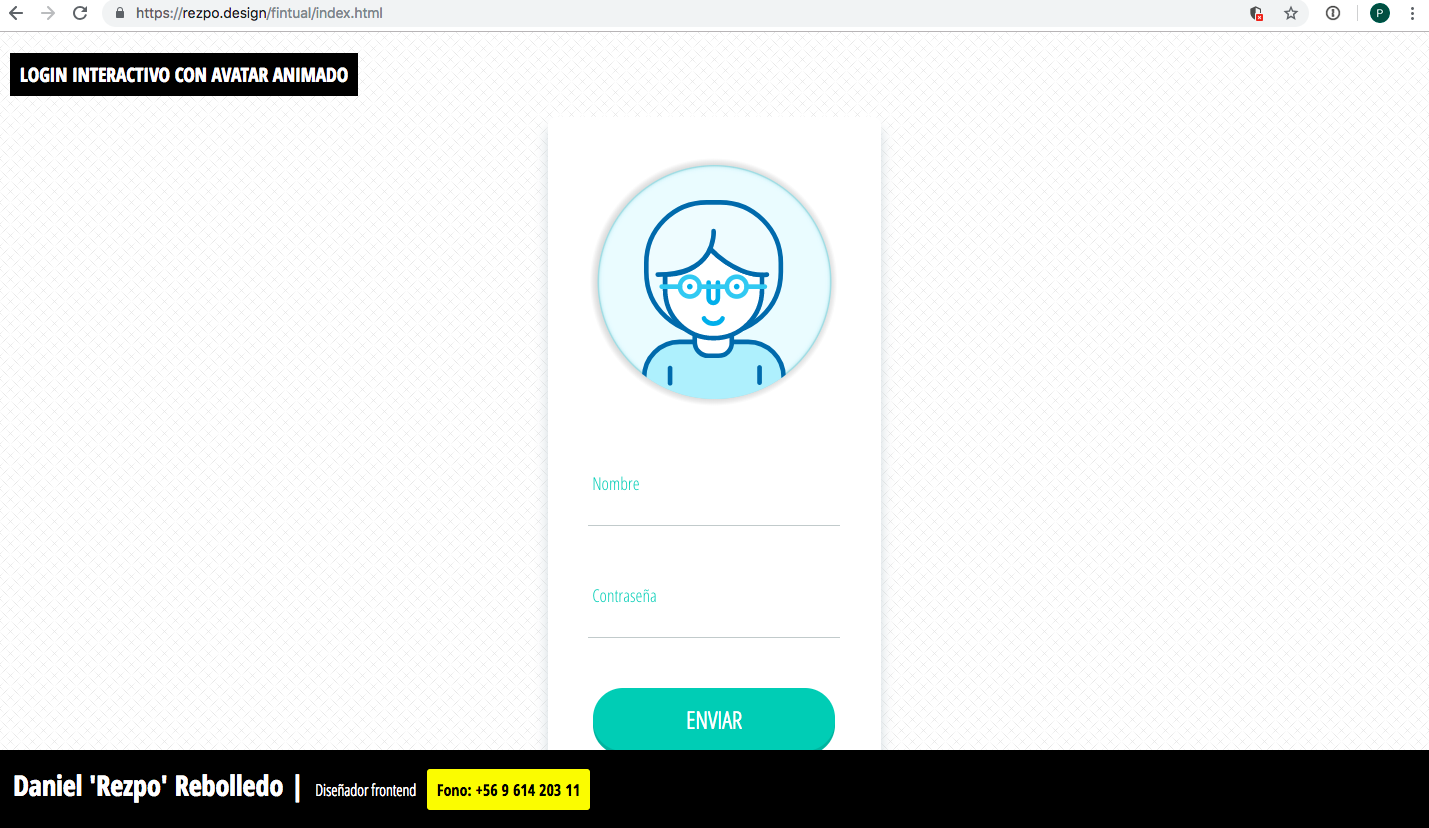 https://rezpo.design/fintual/index.html
P
LOGIN INTERACTIVO CON AVATAR ANIMADO
Nombre
Contraseña
ENVIAR
Daniel 'Rezpo' Rebolledo | Diseñador frontend Fono: +56 9 614 203 11